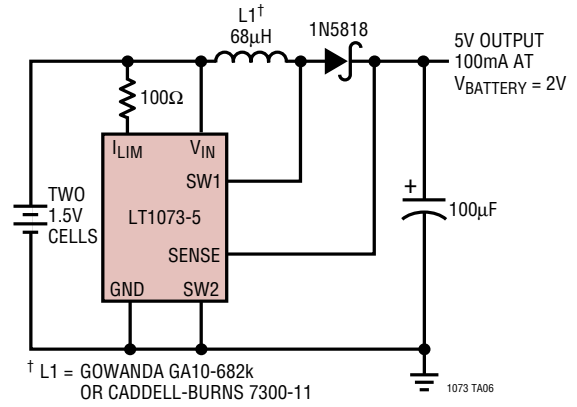 L1†
68µH
1N5818
5V OUTPUT
100mA AT
VBATTERY = 2V
100Ω
ILIM
VIN
SW1
TWO
1.5V
CELLS
LT1073-5
+
100µF
SENSE
GND
SW2
† L1 = GOWANDA GA10-682k
OR CADDELL-BURNS 7300-11
1073 TA06